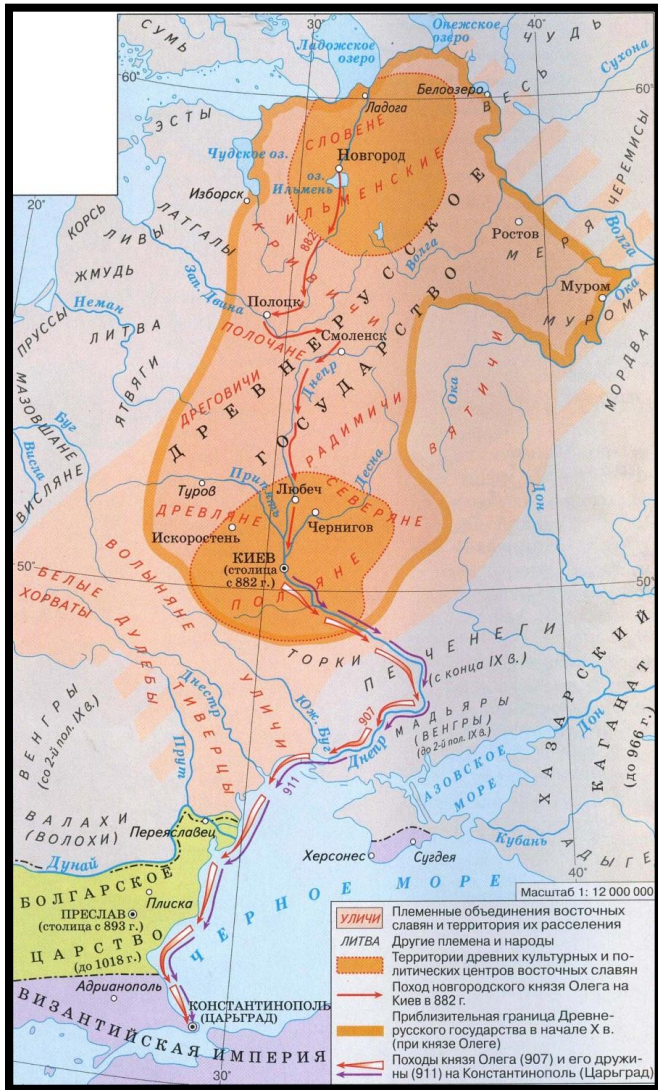 30
40
СУМЬ
Ладожское
озеро
Онежское
озеро
ЧУДЬ
Сухона
60
60
Белоозеро
ВЕСЬ
Ладога
ЭСТЫ
СЛОВЕНЕ
Чудское оз.
Новгород
оз.
Ильмень
ИЛЬМЕНСКИЕ
Изборск
20
КОРСЬ
ЛИВЫ
ЛАТГАЛЫ
882
КРИВИЧИ
Волга
Ростов
МЕРЯ
ЧЕРЕМИСЫ
Волга
ЖМУДЬ
Зап. Двина
Неман
Полоцк
Муром
Ока
МУРОМА
ПРУССЫ
ЛИТВА
ПОЛОЧАНЕ
Смоленск
Днепр
МОРДВА
ЯТВЯГИ
ДРЕГОВИЧИ
ДРЕВНЕРУССКОЕ
ГОСУДАРСТВО
РАДИМИЧИ
Ока
ВЯТИЧИ
МАЗОВШАНЕ
Буг
Висла
ВИСЛЯНЕ
Десна
Дон
Туров
Припять
Любеч
СЕВЕРЯНЕ
ДРЕВЛЯНЕ
Чернигов
Искоростень
КИЕВ
(столица
с 882 г.)
50
50
ПОЛЯНЕ
ВОЛЫНЯНЕ
БЕЛЫЕ
ХОРВАТЫ
ДУЛЕБЫ
ТОРКИ
ПЕЧЕНЕГИ
(с конца IX в.)
Днестр
ТИВЕРЦЫ
УЛИЧИ
Юж. Буг
907
Днепр
МАДЬЯРЫ
(ВЕНГРЫ)
(до 2-й пол. IX в.)
ХАЗАРСКИЙ
КАГАНАТ
(до 966 г.)
Дон
ВЕНГРЫ
(со 2-й пол. IX в.)
Прут
911
АЗОВСКОЕ
МОРЕ
ВАЛАХИ
(ВОЛОХИ)
Переяславец
Кубань
АДЫГЕ
Дунай
Херсонес
Сугдея
40
БОЛГАРСКОЕ
Плиска
ПРЕСЛАВ
(столица с 893 г.)
ЦАРСТВО
(до 1018 г.)
ЧЕРНОЕ МОРЕ
Адрианополь
КОНСТАНТИНОПОЛЬ
(ЦАРЬГРАД)
ВИЗАНТИЙСКАЯ ИМПЕРИЯ
30
Масштаб 1: 12 000 000
УЛИЧИ
Племенные объединения восточных
славян и территория их расселения
ЛИТВА
Другие племена и народы
Территории древних культурных и по-
литических центров восточных славян
Поход новгородского князя Олега на
Киев в 882 г.
Приблизительная граница Древне-
русского государства в начале X в.
(при князе Олеге)
Походы князя Олега (907) и его дружи-
ны (911) на Константинополь (Царьград)